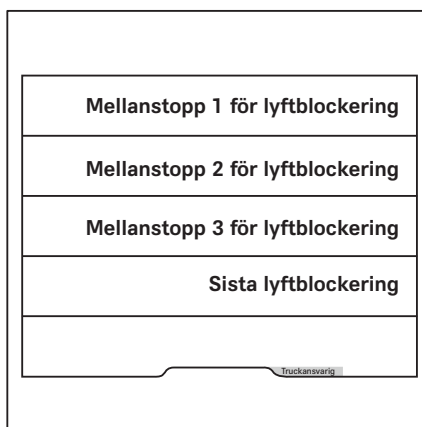 Mellanstopp 1 för lyftblockering
Mellanstopp 2 för lyftblockering
Mellanstopp 3 för lyftblockering
Sista lyftblockering
Truckansvarig